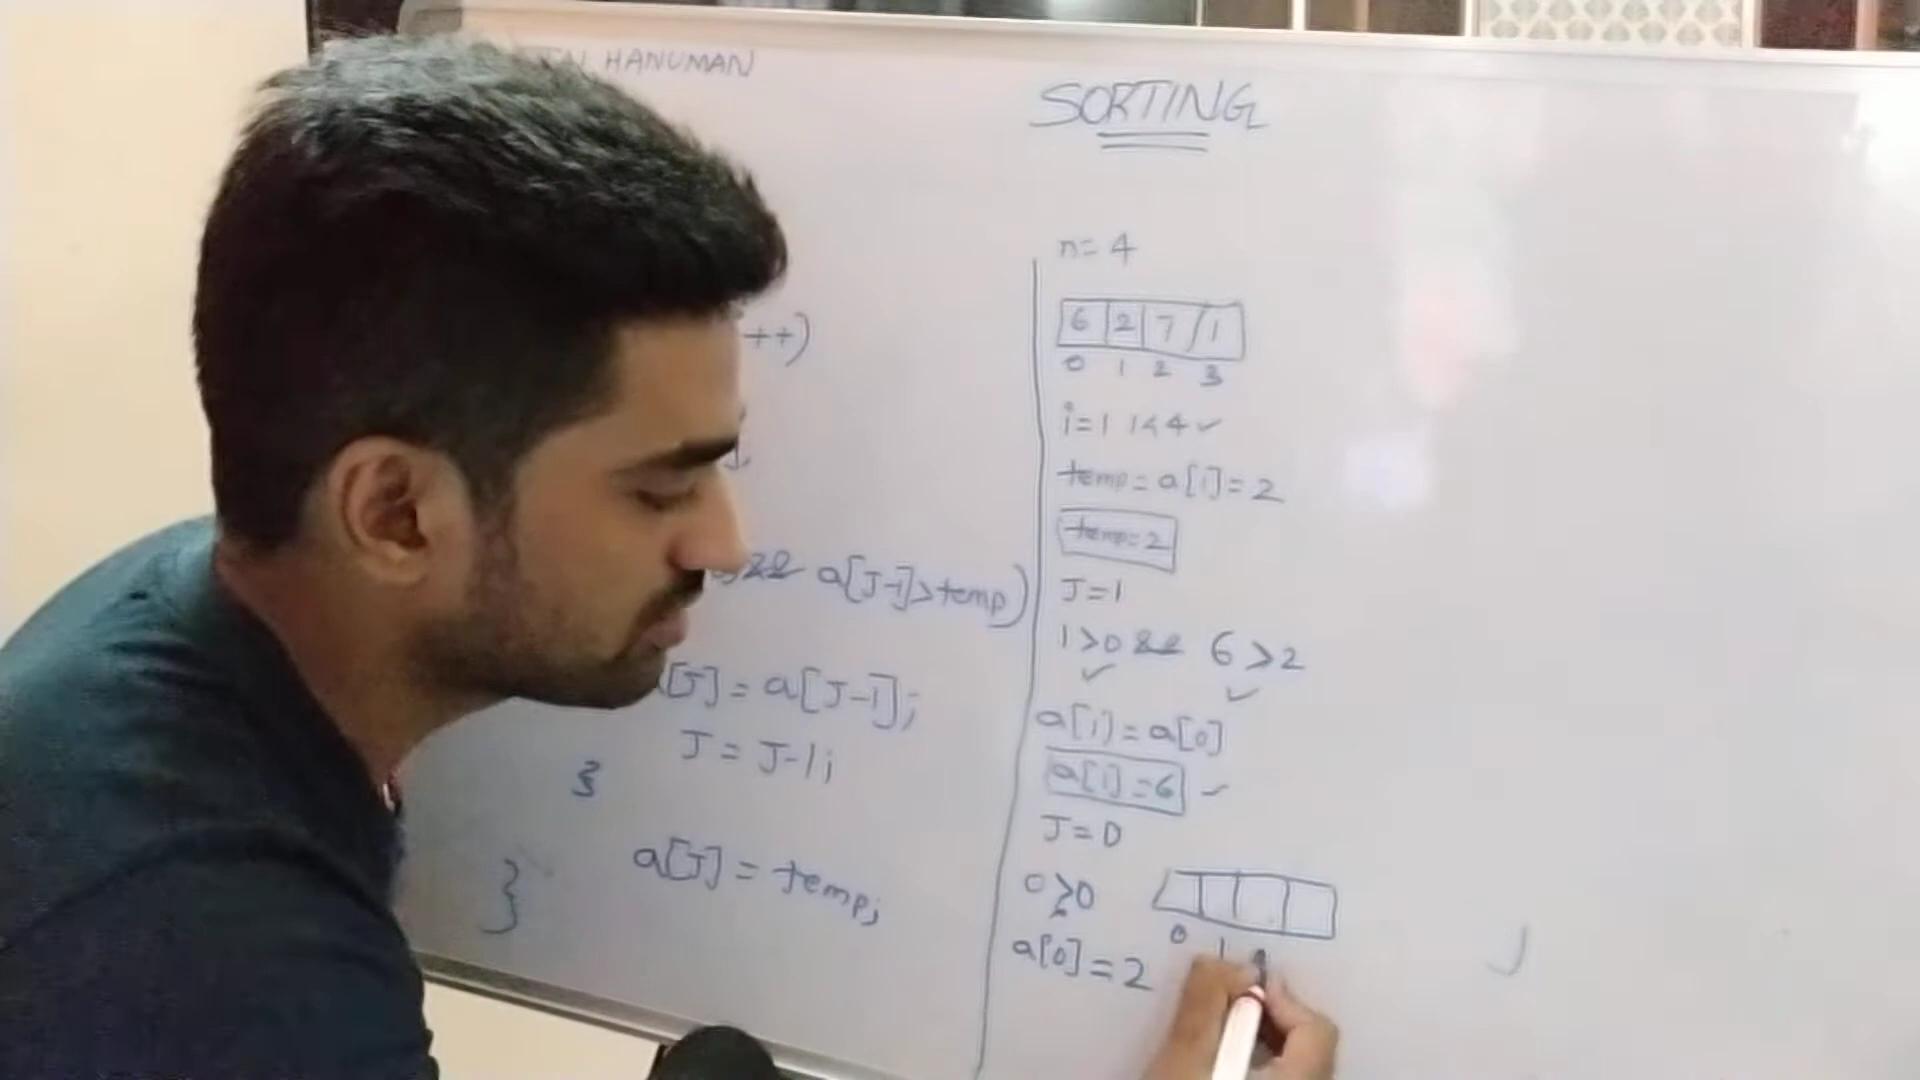 HANUMAN
SORTING
++)
&& a[J-1]>temp)
[J] = a[J-1];
J = J-1;
}
a[J] = temp;
}
n= 4
6 2 7 1
0 1 2 3
i=1 1<4 ✓
temp = a[i] = 2
temp=2
J=1
1>0 && 6>2
✓ ✓
a[1] = a[0]
a[1] =6 ✓
J=0
0>0
a[0] = 2
0 1